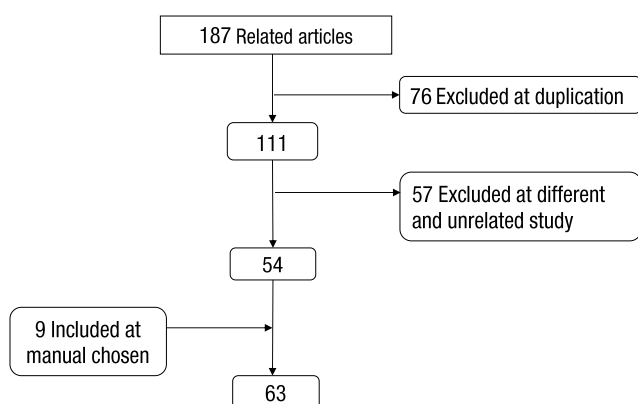 187 Related articles
76 Excluded at duplication
111
57 Excluded at different
and unrelated study
54
9 Included at
manual chosen
63